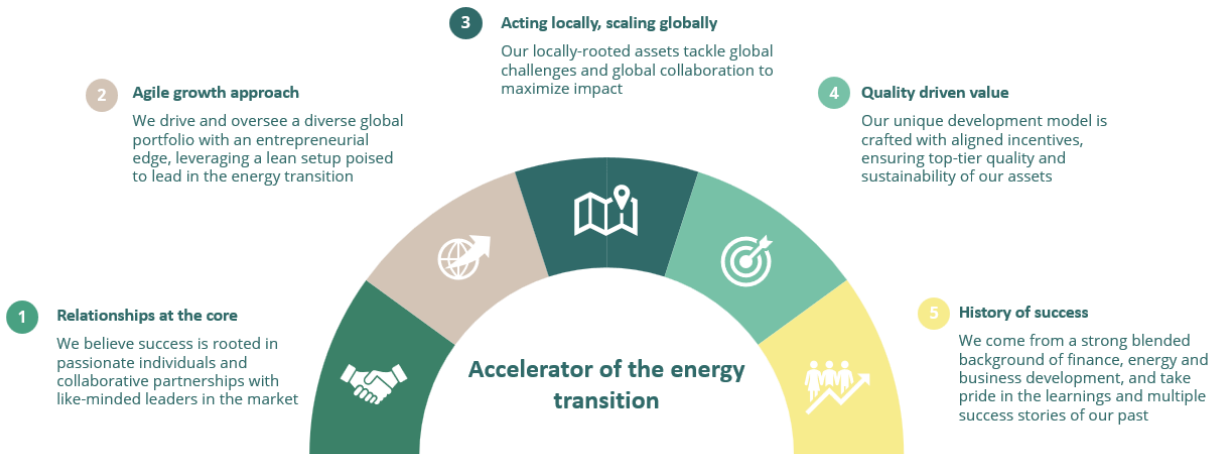 1
Relationships at the core
We believe success is rooted in
passionate individuals and
collaborative partnerships with
like-minded leaders in the market
2
Agile growth approach
We drive and oversee a diverse global
portfolio with an entrepreneurial
edge, leveraging a lean setup poised
to lead in the energy transition
3
Acting locally, scaling globally
Our locally-rooted assets tackle global
challenges and global collaboration to
maximize impact
4
Quality driven value
Our unique development model is
crafted with aligned incentives,
ensuring top-tier quality and
sustainability of our assets
5
History of success
We come from a strong blended
background of finance, energy and
business development, and take
pride in the learnings and multiple
success stories of our past
Accelerator of the energy
transition